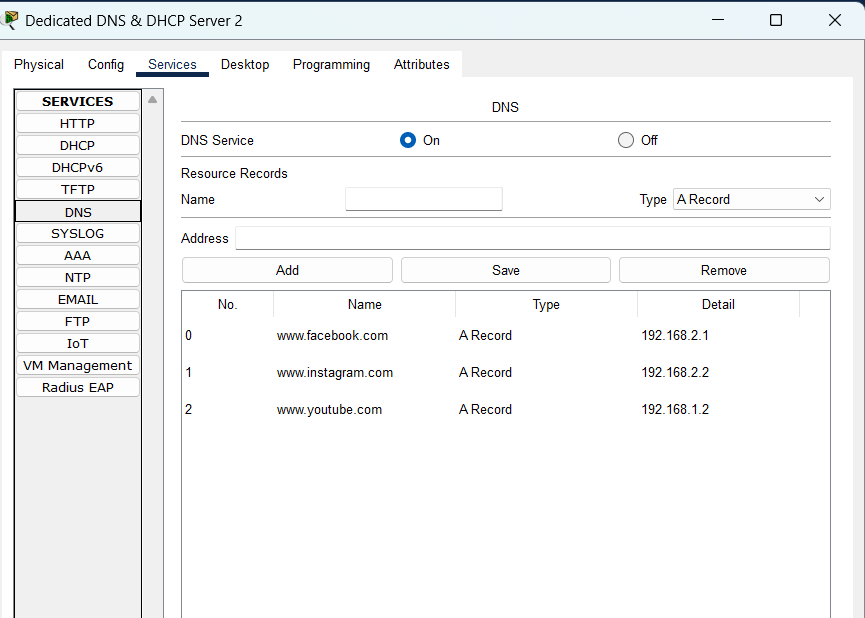 Dedicated DNS & DHCP Server 2
Physical Config Services Desktop Programming Attributes
SERVICES
HTTP
DHCP
DHCPv6
TFTP
DNS
SYSLOG
AAA
NTP
EMAIL
FTP
IoT
VM Management
Radius EAP
DNS
DNS Service On Off
Resource Records
Name Type A Record
Address
Add Save Remove
No. Name Type Detail
0 www.facebook.com A Record 192.168.2.1
1 www.instagram.com A Record 192.168.2.2
2 www.youtube.com A Record 192.168.1.2